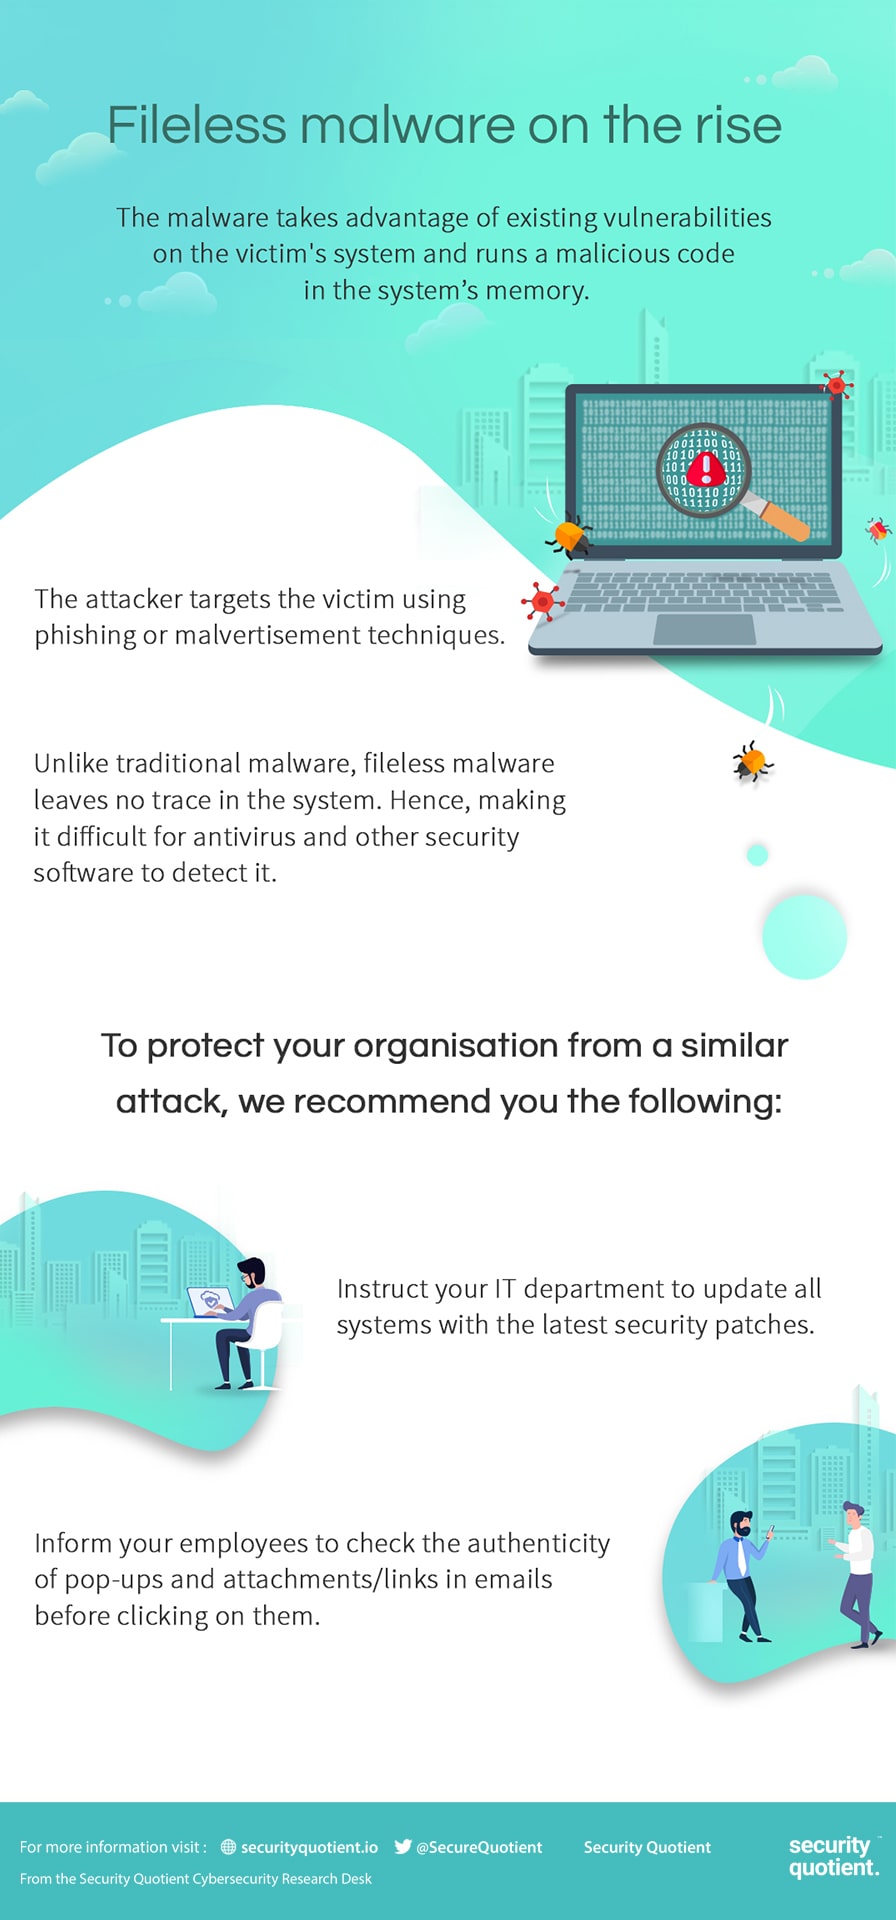 Fileless malware on the rise
The malware takes advantage of existing vulnerabilities
on the victim's system and runs a malicious code
in the system’s memory.
The attacker targets the victim using
phishing or malvertisement techniques.
Unlike traditional malware, fileless malware
leaves no trace in the system. Hence, making
it difficult for antivirus and other security
software to detect it.
To protect your organisation from a similar
attack, we recommend you the following:
Instruct your IT department to update all
systems with the latest security patches.
Inform your employees to check the authenticity
of pop-ups and attachments/links in emails
before clicking on them.
For more information visit : securityquotient.io @SecureQuotient Security Quotient
From the Security Quotient Cybersecurity Research Desk
security
quotient.